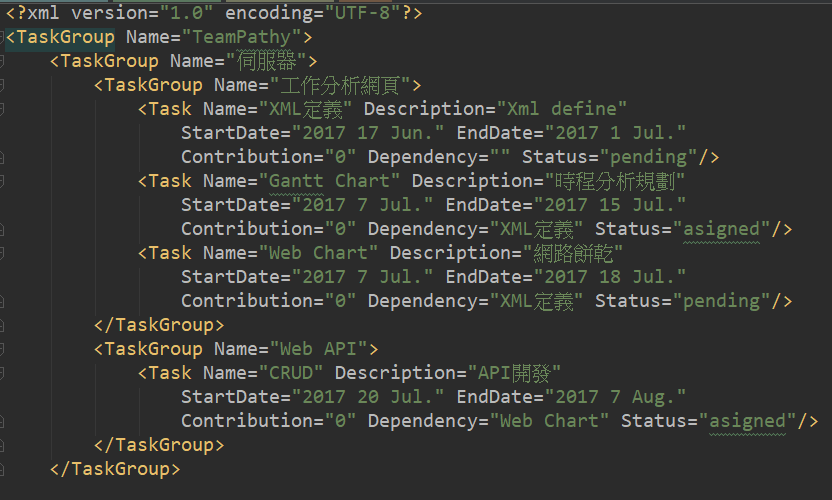 <?xml version="1.0" encoding="UTF-8"?>
<TaskGroup Name="TeamPathy">
<TaskGroup Name="伺服器">
<TaskGroup Name="工作分析網頁">
<Task Name="XML定義" Description="Xml define"
StartDate="2017 17 Jun." EndDate="2017 1 Jul."
Contribution="0" Dependency="" Status="pending"/>
<Task Name="Gantt Chart" Description="時程分析規劃"
StartDate="2017 7 Jul." EndDate="2017 15 Jul."
Contribution="0" Dependency="XML定義" Status="asigned"/>
<Task Name="Web Chart" Description="網路餅乾"
StartDate="2017 7 Jul." EndDate="2017 18 Jul."
Contribution="0" Dependency="XML定義" Status="pending"/>
</TaskGroup>
<TaskGroup Name="Web API">
<Task Name="CRUD" Description="API開發"
StartDate="2017 20 Jul." EndDate="2017 7 Aug."
Contribution="0" Dependency="Web Chart" Status="asigned"/>
</TaskGroup>
</TaskGroup>